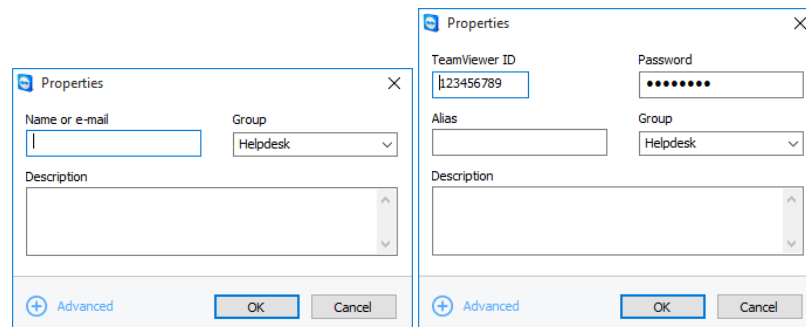 Properties
Name or e-mail Group
Helpdesk
Description
Advanced OK Cancel
Properties
TeamViewer ID Password
123456789 ••••••••
Alias Group
Helpdesk
Description
Advanced OK Cancel